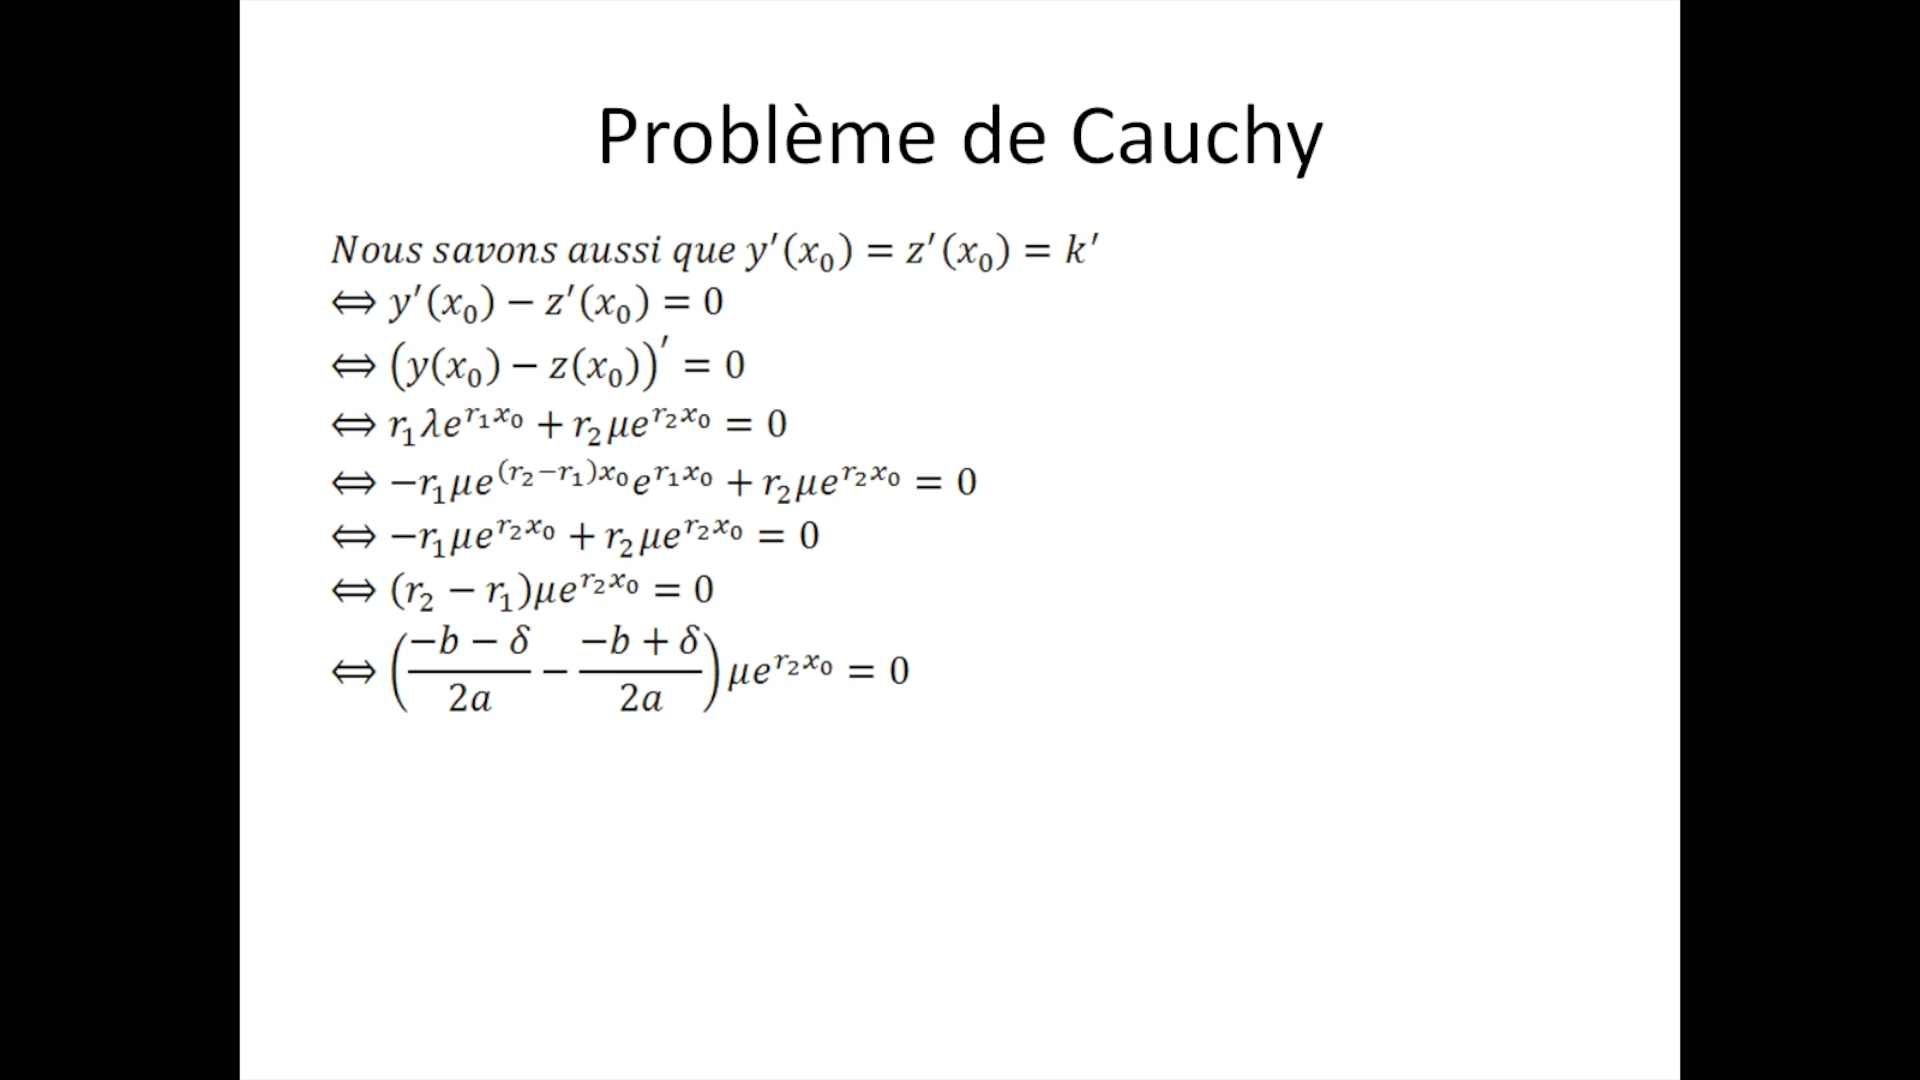 Problème de Cauchy
Nous savons aussi que y′(x₀) = z′(x₀) = k′
⟺ y′(x₀) − z′(x₀) = 0
⟺ (y(x₀) − z(x₀))′ = 0
⟺ r₁λe^{r₁x₀} + r₂μe^{r₂x₀} = 0
⟺ −r₁μe^{(r₂−r₁)x₀}e^{r₁x₀} + r₂μe^{r₂x₀} = 0
⟺ −r₁μe^{r₂x₀} + r₂μe^{r₂x₀} = 0
⟺ (r₂ − r₁)μe^{r₂x₀} = 0
⟺ ((−b − δ)/2a − (−b + δ)/2a) μe^{r₂x₀} = 0